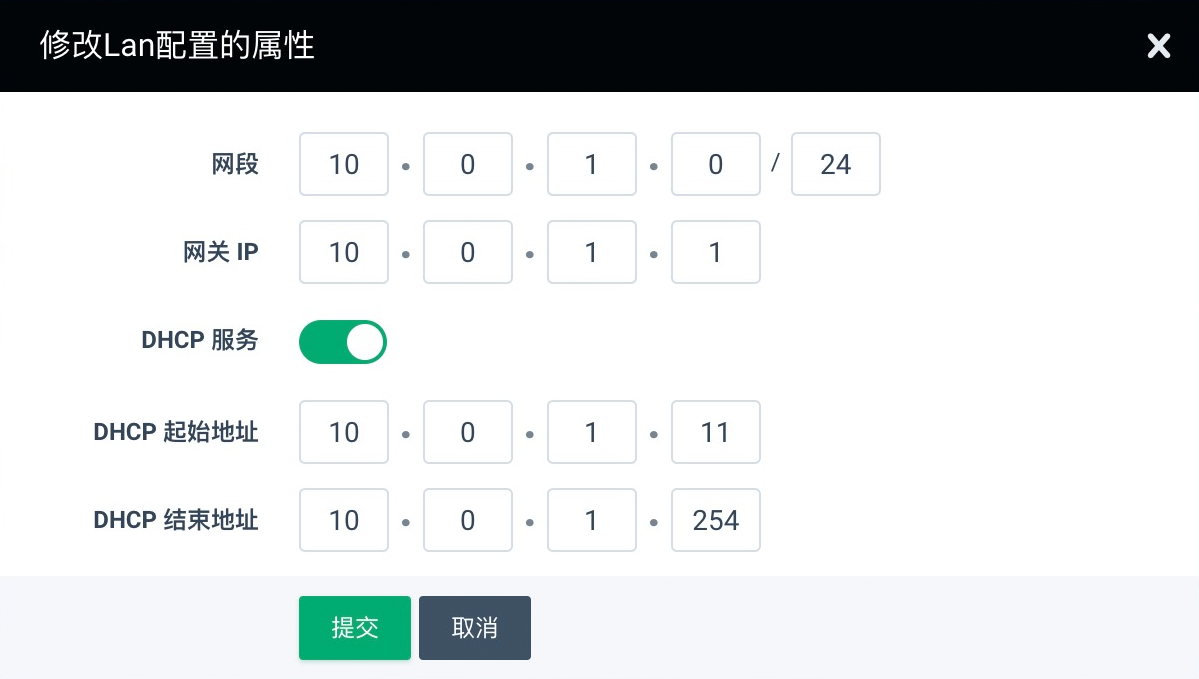 修改Lan配置的属性
网段 10 . 0 . 1 . 0 / 24
网关 IP 10 . 0 . 1 . 1
DHCP 服务
DHCP 起始地址 10 . 0 . 1 . 11
DHCP 结束地址 10 . 0 . 1 . 254
提交 取消